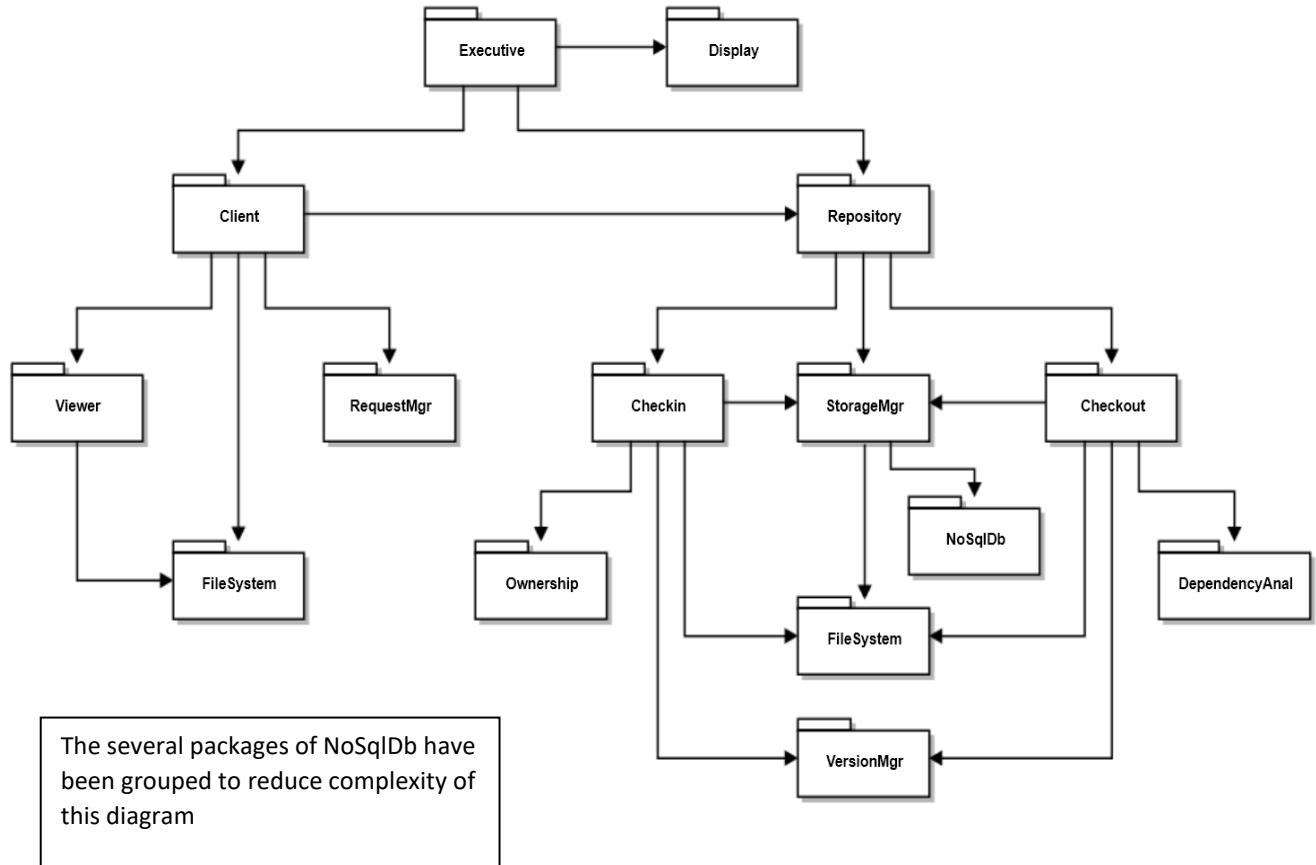 Executive
Display
Client
Repository
Viewer
RequestMgr
Checkin
StorageMgr
Checkout
NoSqlDb
FileSystem
Ownership
DependencyAnal
FileSystem
VersionMgr
The several packages of NoSqlDb have
been grouped to reduce complexity of
this diagram